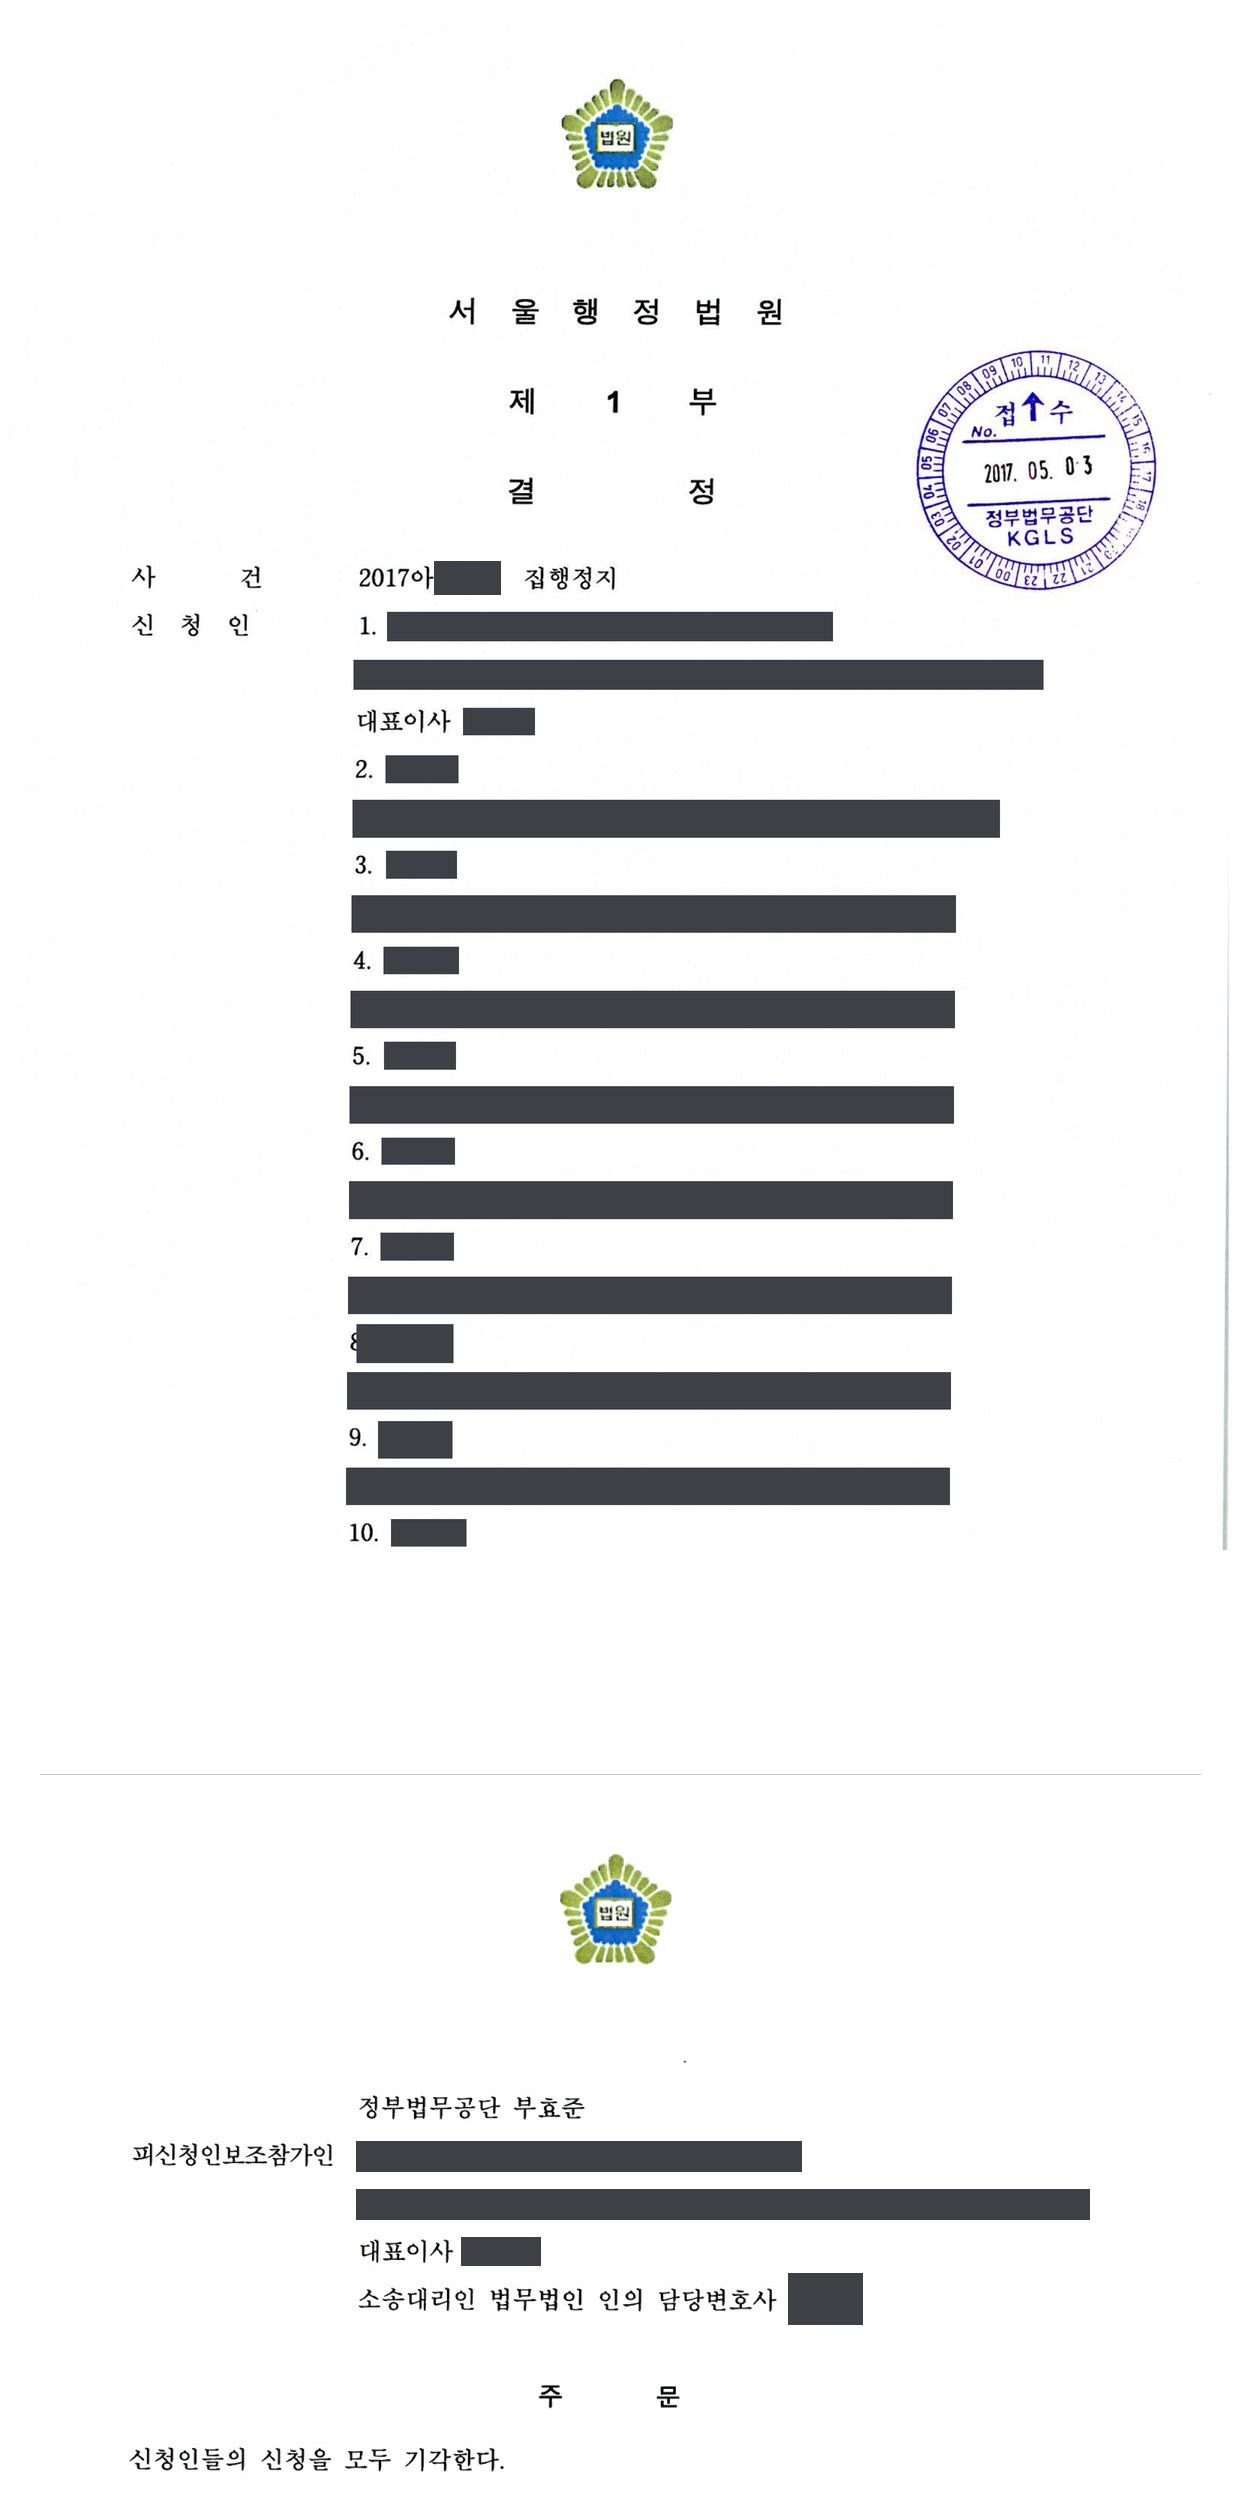 법원
서울행정법원
제 1 부
결 정
접 수
No.
2017. 05. 03
정부법무공단
KGLS
사 건 2017아 집행정지
신 청 인 1.
대표이사
2.
3.
4.
5.
6.
7.
8
9.
10.
법원
정부법무공단 부효준
피신청인보조참가인
대표이사
소송대리인 법무법인 인의 담당변호사
주 문
신청인들의 신청을 모두 기각한다.